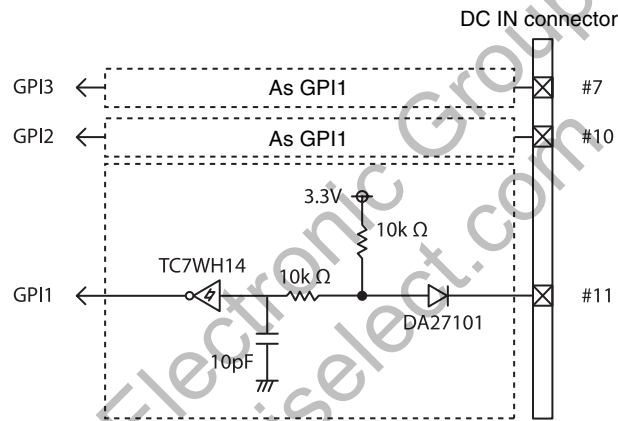 DC IN connector
GPI3 As GPI1 #7
GPI2 As GPI1 #10
3.3V
10k Ω
TC7WH14
10k Ω
GPI1 #11
DA27101
10pF
Electronic Group
iselect.com